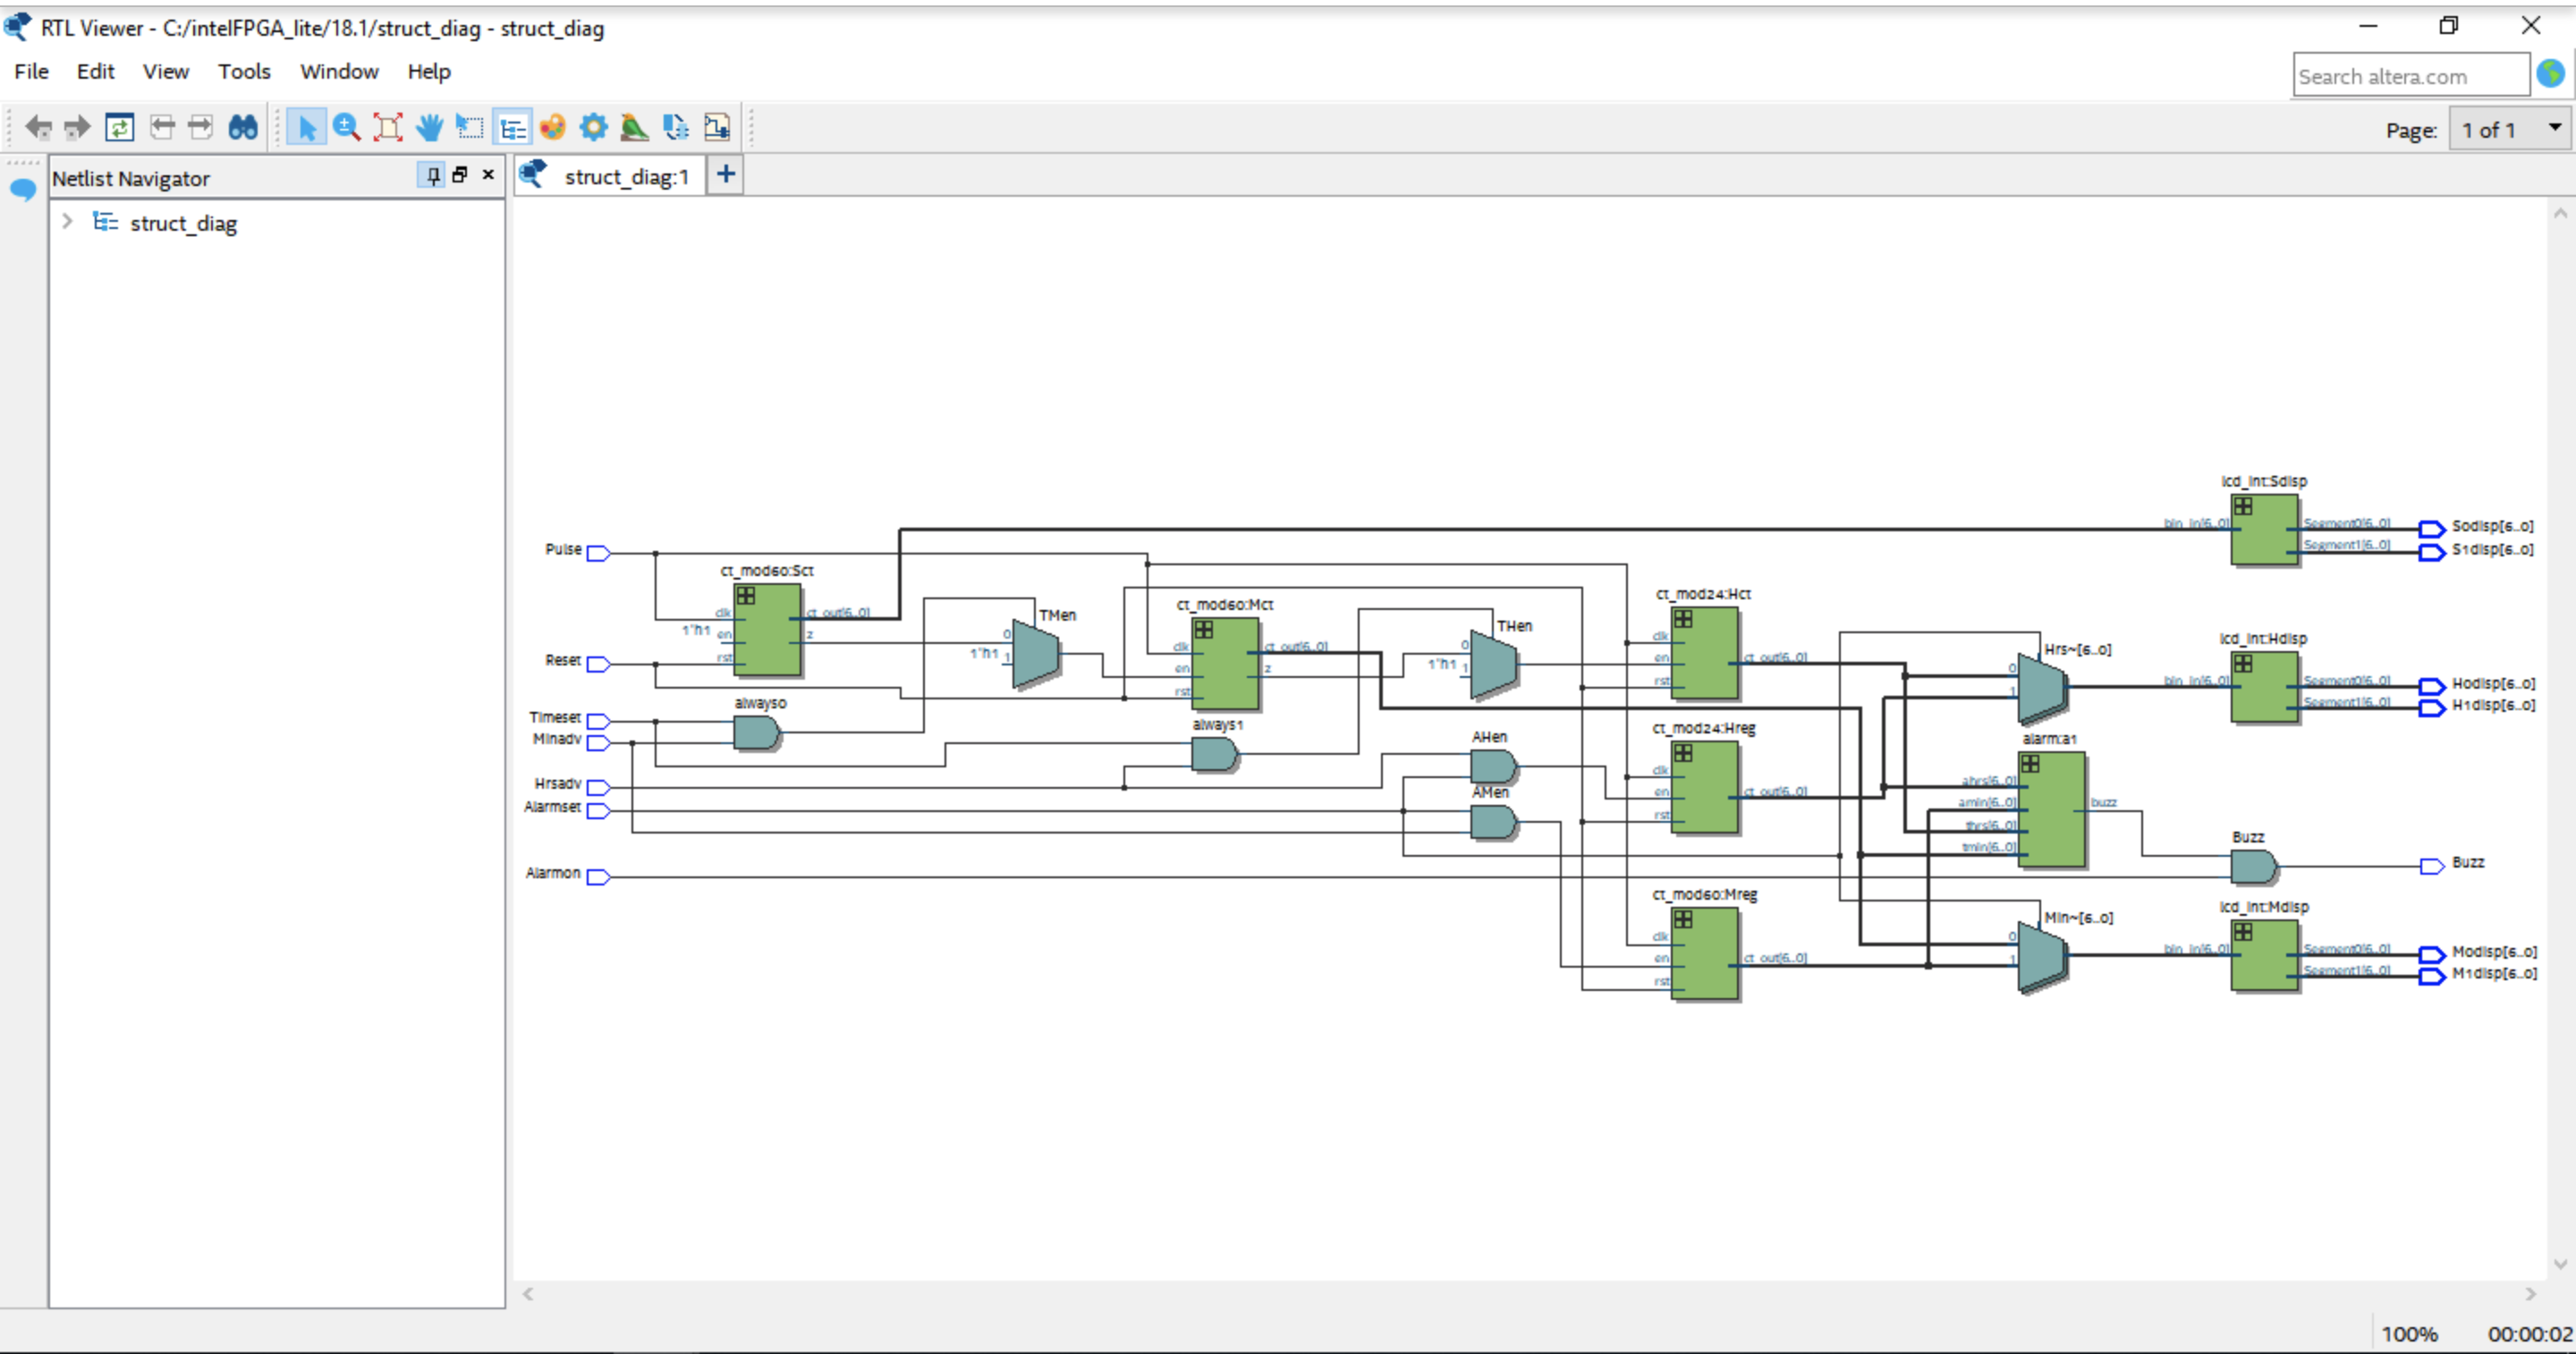 RTL Viewer - C:/intelFPGA_lite/18.1/struct_diag - struct_diag
File Edit View Tools Window Help
Search altera.com
Page: 1 of 1
Netlist Navigator
struct_diag:1
struct_diag
lcd_int:Sdisp
bin_in[6..0]
Segment0[6..0]
S0disp[6..0]
Segment1[6..0]
S1disp[6..0]
Pulse
ct_mod60:Sct
clk
ct_out[6..0]
1'h1
en
z
rst
Reset
TMen
0
1'h1
1
ct_mod60:Mct
clk
ct_out[6..0]
en
z
rst
THen
0
1'h1
1
ct_mod24:Hct
clk
en
ct_out[6..0]
rst
Hrs~[6..0]
0
1
lcd_int:Hdisp
bin_in[6..0]
Segment0[6..0]
H0disp[6..0]
Segment1[6..0]
H1disp[6..0]
Timeset
always0
Minadv
always1
Hrsadv
AHen
Alarmset
AMen
ct_mod24:Hreg
clk
en
ct_out[6..0]
rst
alarm:a1
ahrs[6..0]
amin[6..0]
buzz
thrs[6..0]
tmin[6..0]
Alarmon
Buzz
Buzz
ct_mod60:Mreg
clk
en
ct_out[6..0]
rst
Min~[6..0]
0
1
lcd_int:Mdisp
bin_in[6..0]
Segment0[6..0]
M0disp[6..0]
Segment1[6..0]
M1disp[6..0]
100% 00:00:02